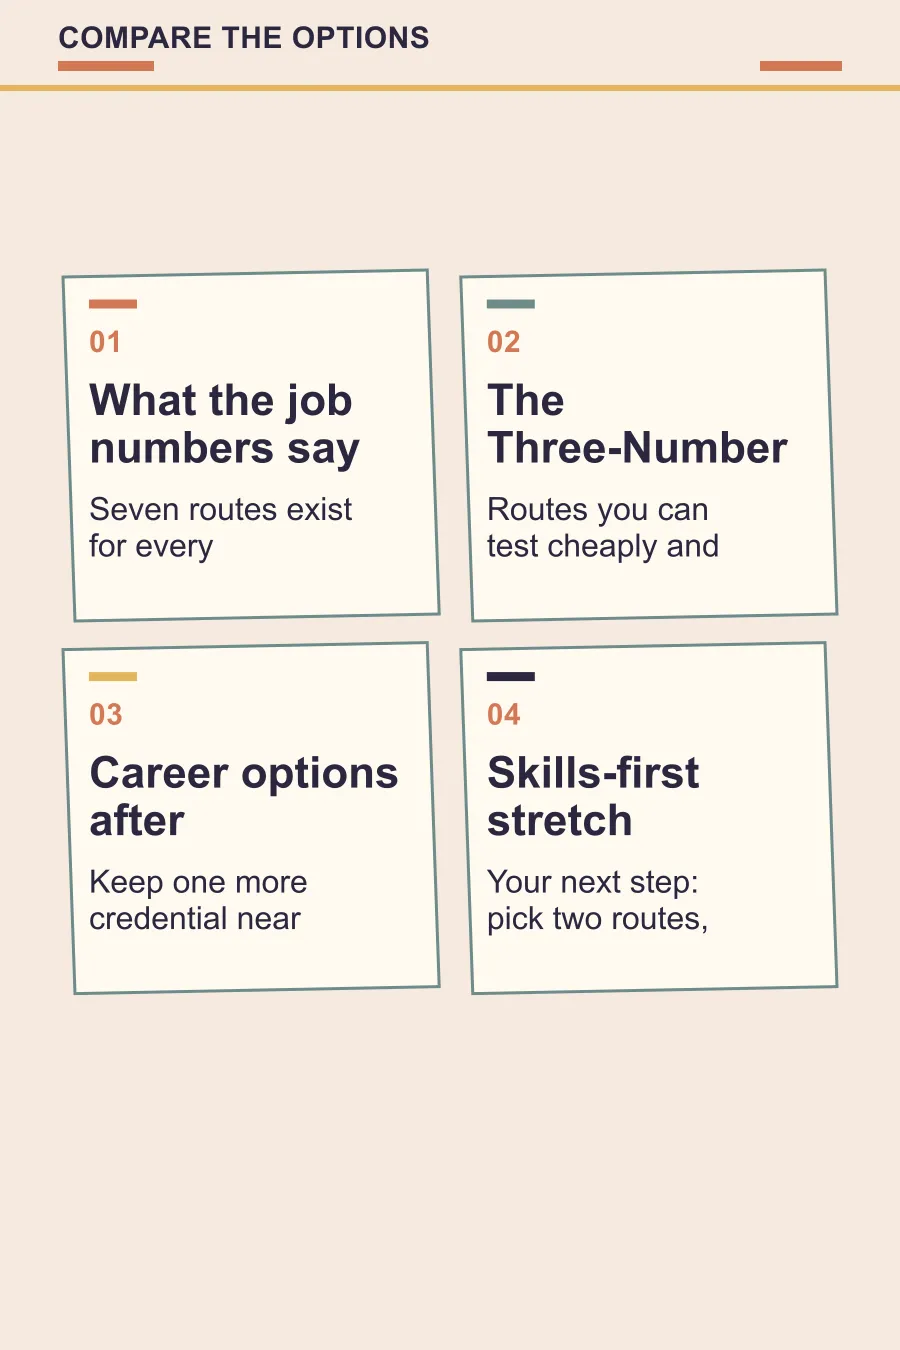 COMPARE THE OPTIONS
01
What the job
numbers say
Seven routes exist
for every
02
The
Three-Number
Routes you can
test cheaply and
03
Career options
after
Keep one more
credential near
04
Skills-first
stretch
Your next step:
pick two routes,